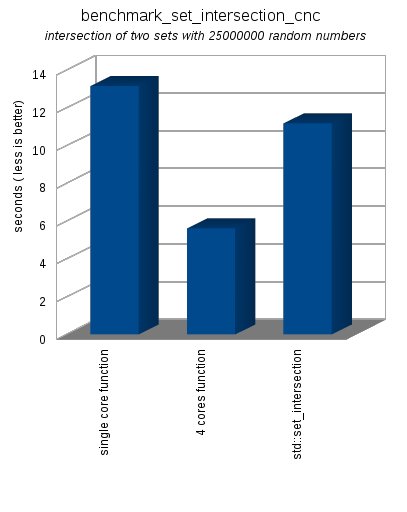 benchmark_set_intersection_cnc
intersection of two sets with 25000000 random numbers
seconds ( less is better)
14
12
10
8
6
4
2
0
single core function
4 cores function
std::set_intersection